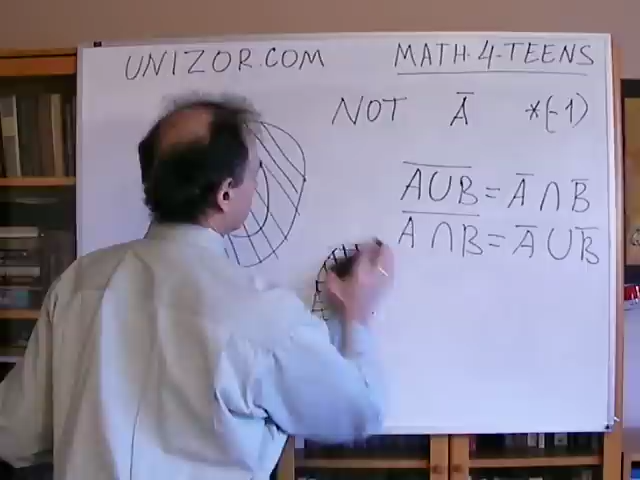 UNIZOR.COM
MATH-4-TEENS
NOT A̅ *(-1)
A̅∪̅B̅ = A̅ ∩ B̅
A̅ ̅∩̅ ̅B̅ = A̅ ∪ B̅